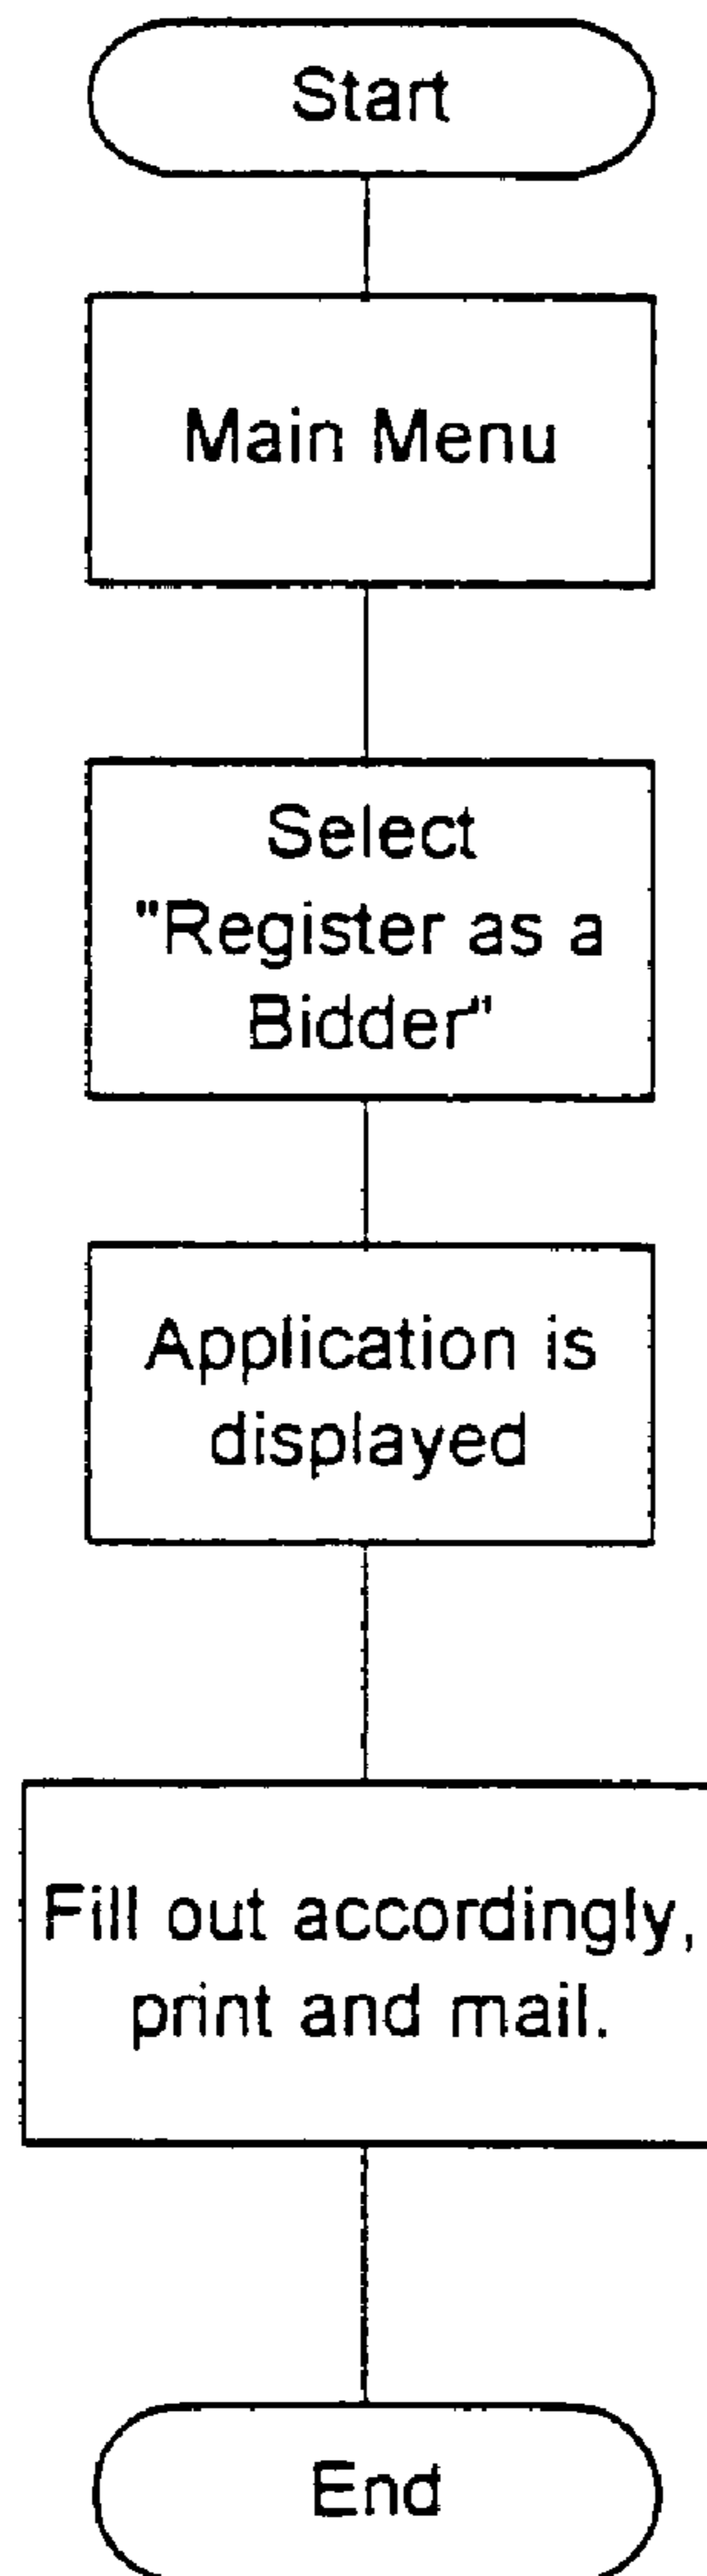 Start
Main Menu
Select
"Register as a
Bidder"
Application is
displayed
Fill out accordingly,
print and mail.
End